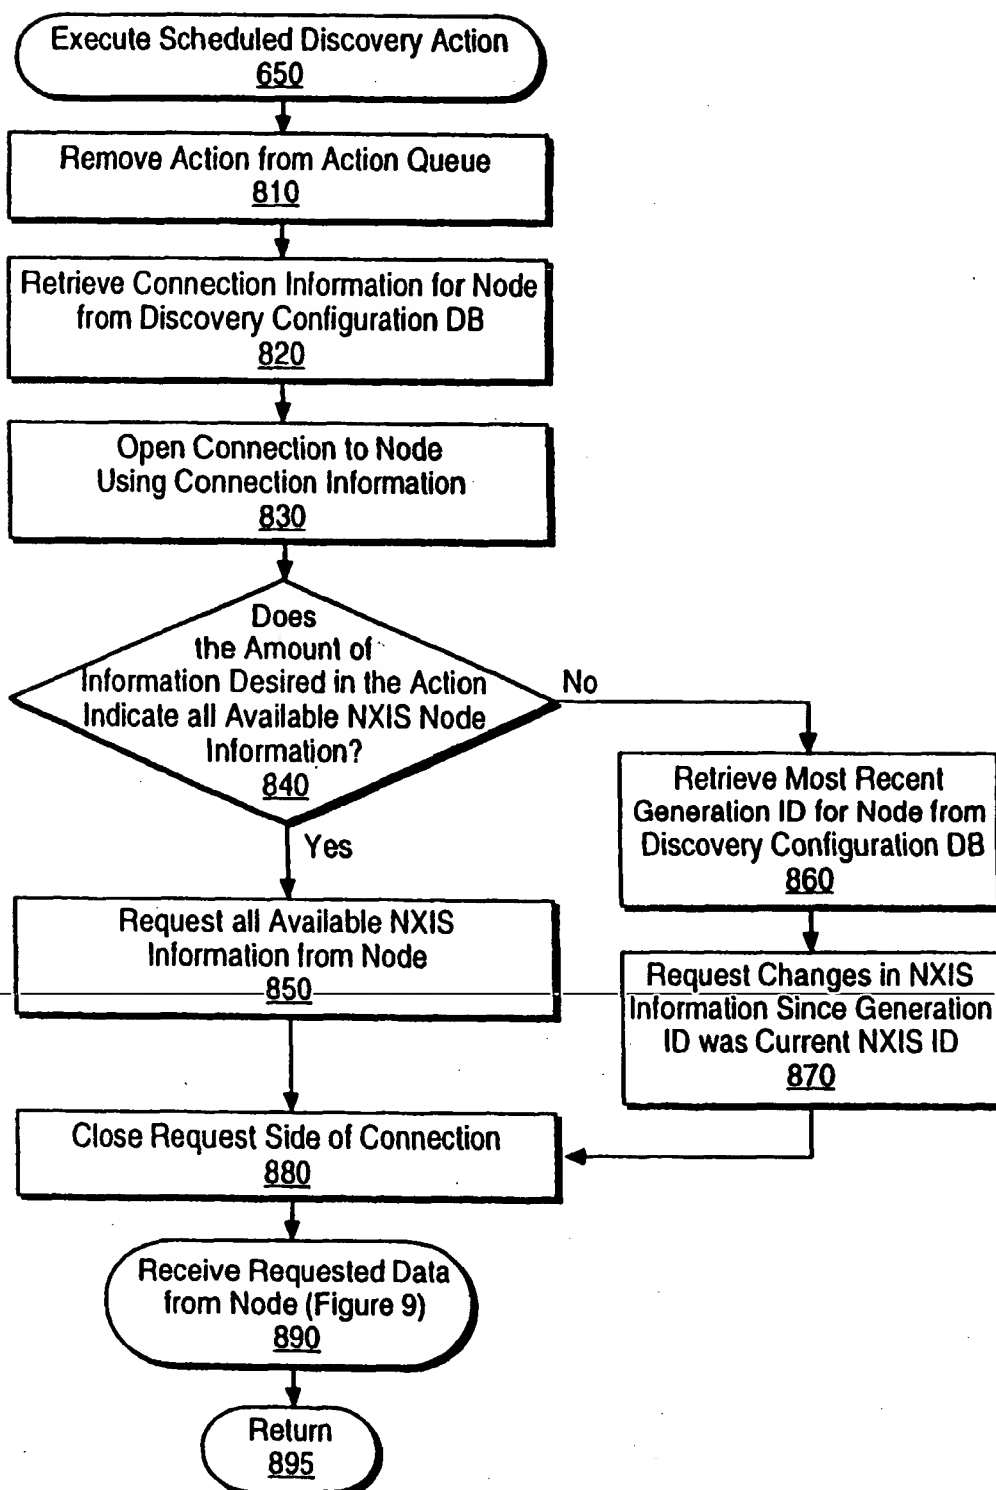 Execute Scheduled Discovery Action
650
Remove Action from Action Queue
810
Retrieve Connection Information for Node
from Discovery Configuration DB
820
Open Connection to Node
Using Connection Information
830
Does
the Amount of
Information Desired in the Action
Indicate all Available NXIS Node
Information?
840
No
Yes
Retrieve Most Recent
Generation ID for Node from
Discovery Configuration DB
860
Request all Available NXIS
Information from Node
850
Request Changes in NXIS
Information Since Generation
ID was Current NXIS ID
870
Close Request Side of Connection
880
Receive Requested Data
from Node (Figure 9)
890
Return
895